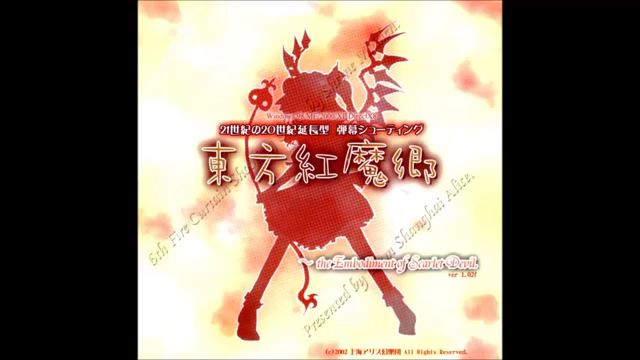 21世紀の20世紀延長型 弾幕シューティング
東方紅魔郷
6th Fire Curtain
～ the Embodiment of Scarlet Devil.
ver 1.02f
Presented by Shanghai Alice.
(c)2002 上海アリス幻樂団 All Rights Reserved.